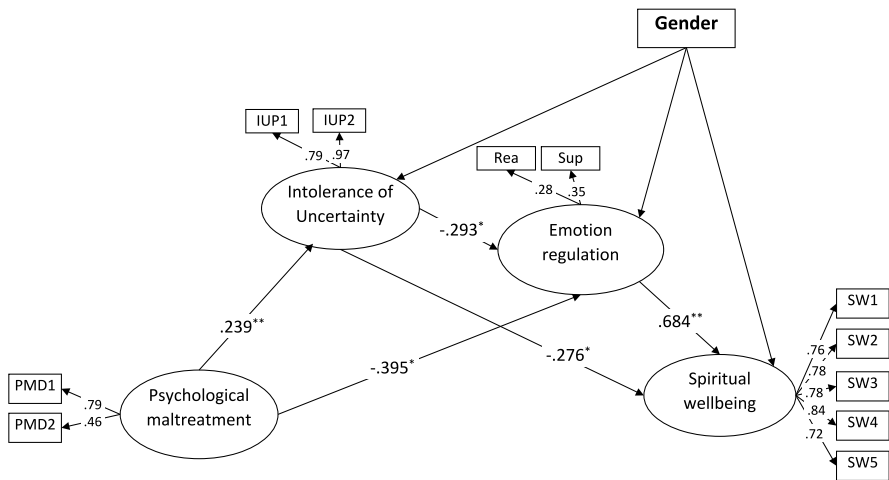 Gender
IUP1
IUP2
.79
.97
Rea
Sup
.28
.35
Intolerance of
Uncertainty
-.293*
Emotion
regulation
.239**
-.395*
-.276*
.684**
PMD1
PMD2
.79
.46
Psychological
maltreatment
Spiritual
wellbeing
.76
.78
.78
.84
.72
SW1
SW2
SW3
SW4
SW5